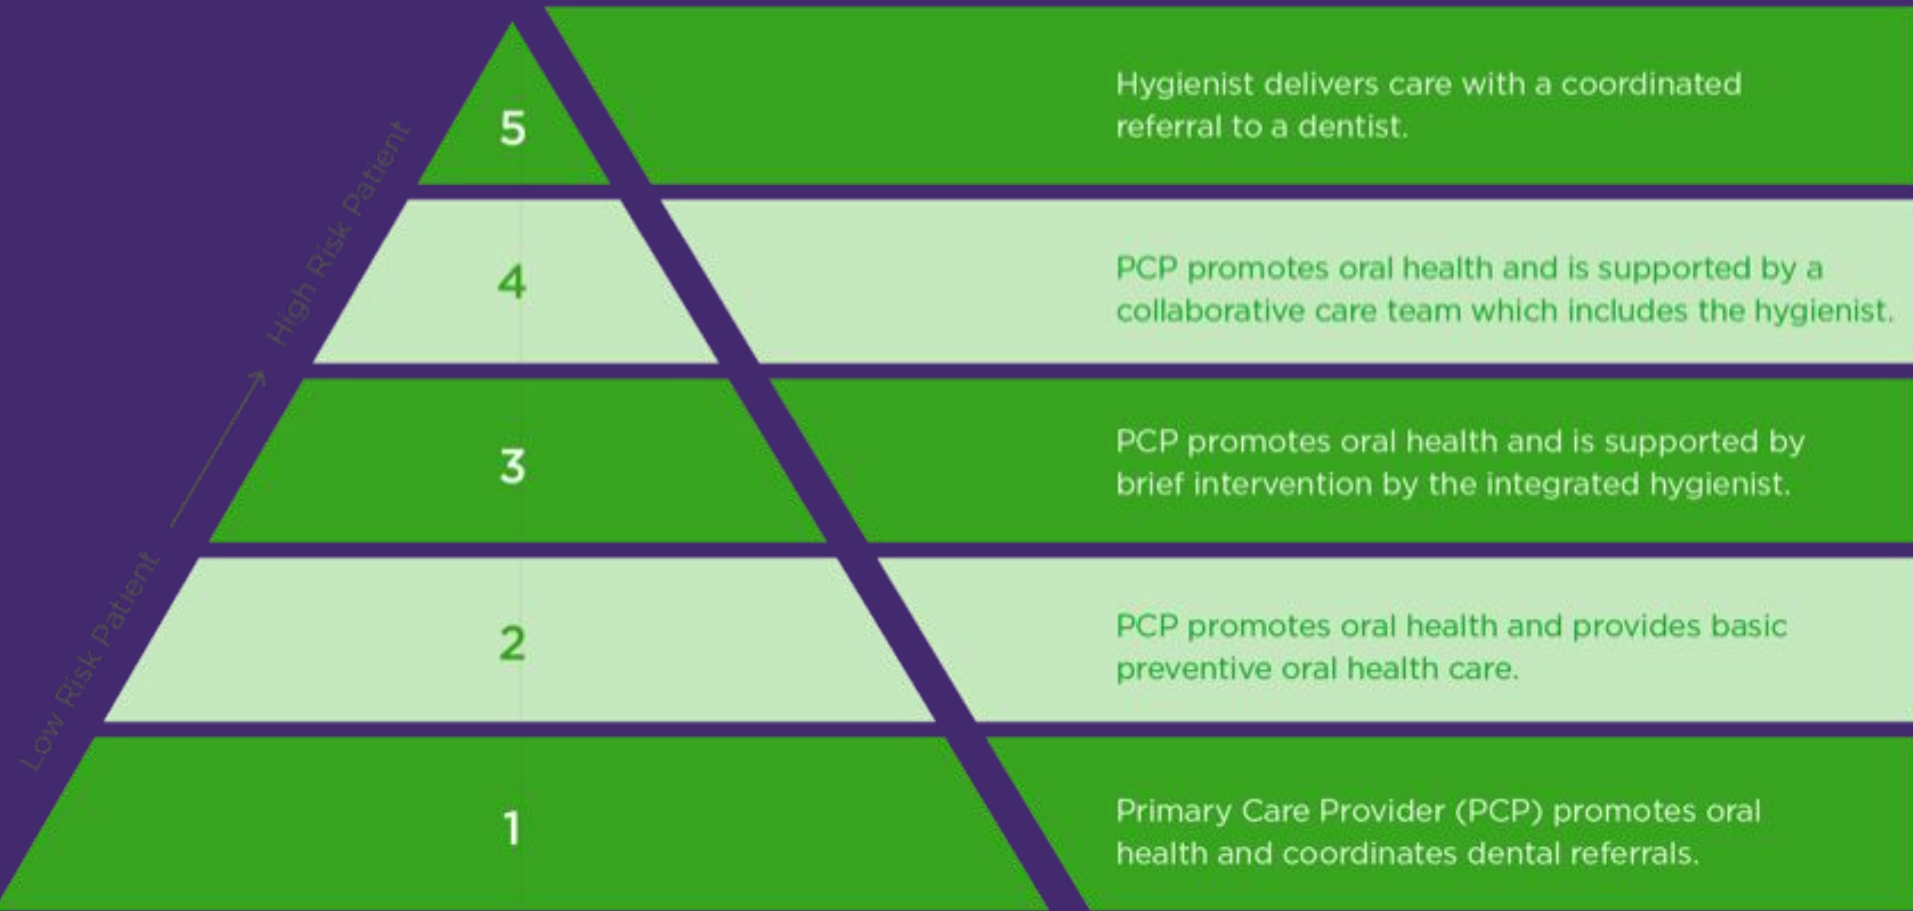 5
Hygienist delivers care with a coordinated
referral to a dentist.
High Risk Patient
4
PCP promotes oral health and is supported by a
collaborative care team which includes the hygienist.
3
PCP promotes oral health and is supported by
brief intervention by the integrated hygienist.
Low Risk Patient
2
PCP promotes oral health and provides basic
preventive oral health care.
1
Primary Care Provider (PCP) promotes oral
health and coordinates dental referrals.